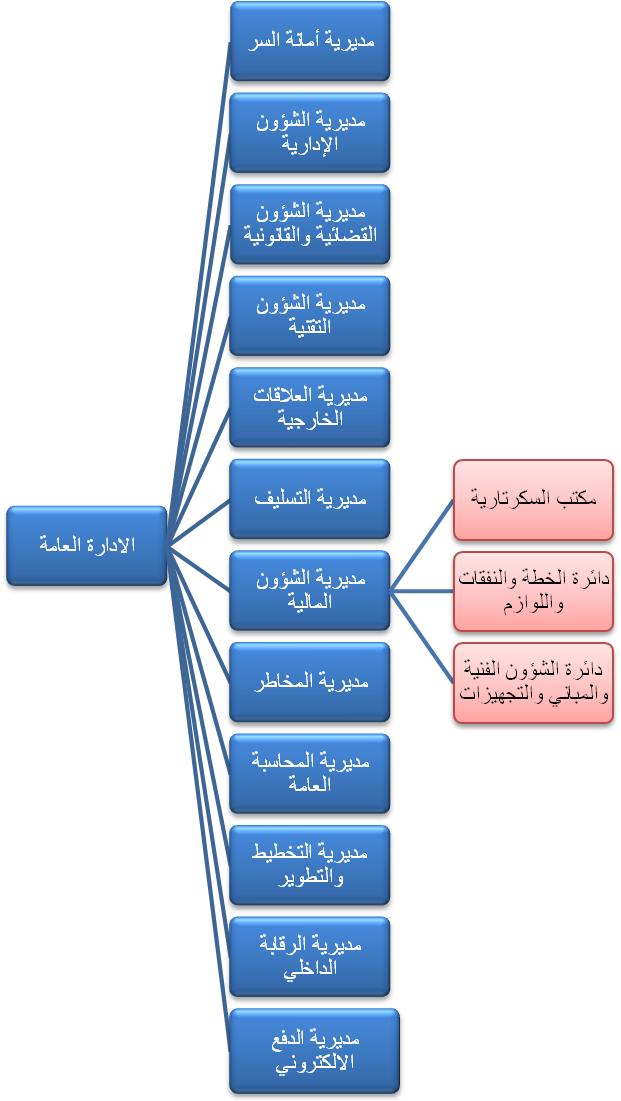 مديرية أمانة السر
مديرية الشؤون
الإدارية
مديرية الشؤون
القضائية والقانونية
مديرية الشؤون
التقنية
مديرية العلاقات
الخارجية
مديرية التسليف
الادارة العامة
مديرية الشؤون
المالية
مكتب السكرتارية
دائرة الخطة والنفقات
واللوازم
دائرة الشؤون الفنية
والمباني والتجهيزات
مديرية المخاطر
مديرية المحاسبة
العامة
مديرية التخطيط
والتطوير
مديرية الرقابة
الداخلي
مديرية الدفع
الالكتروني